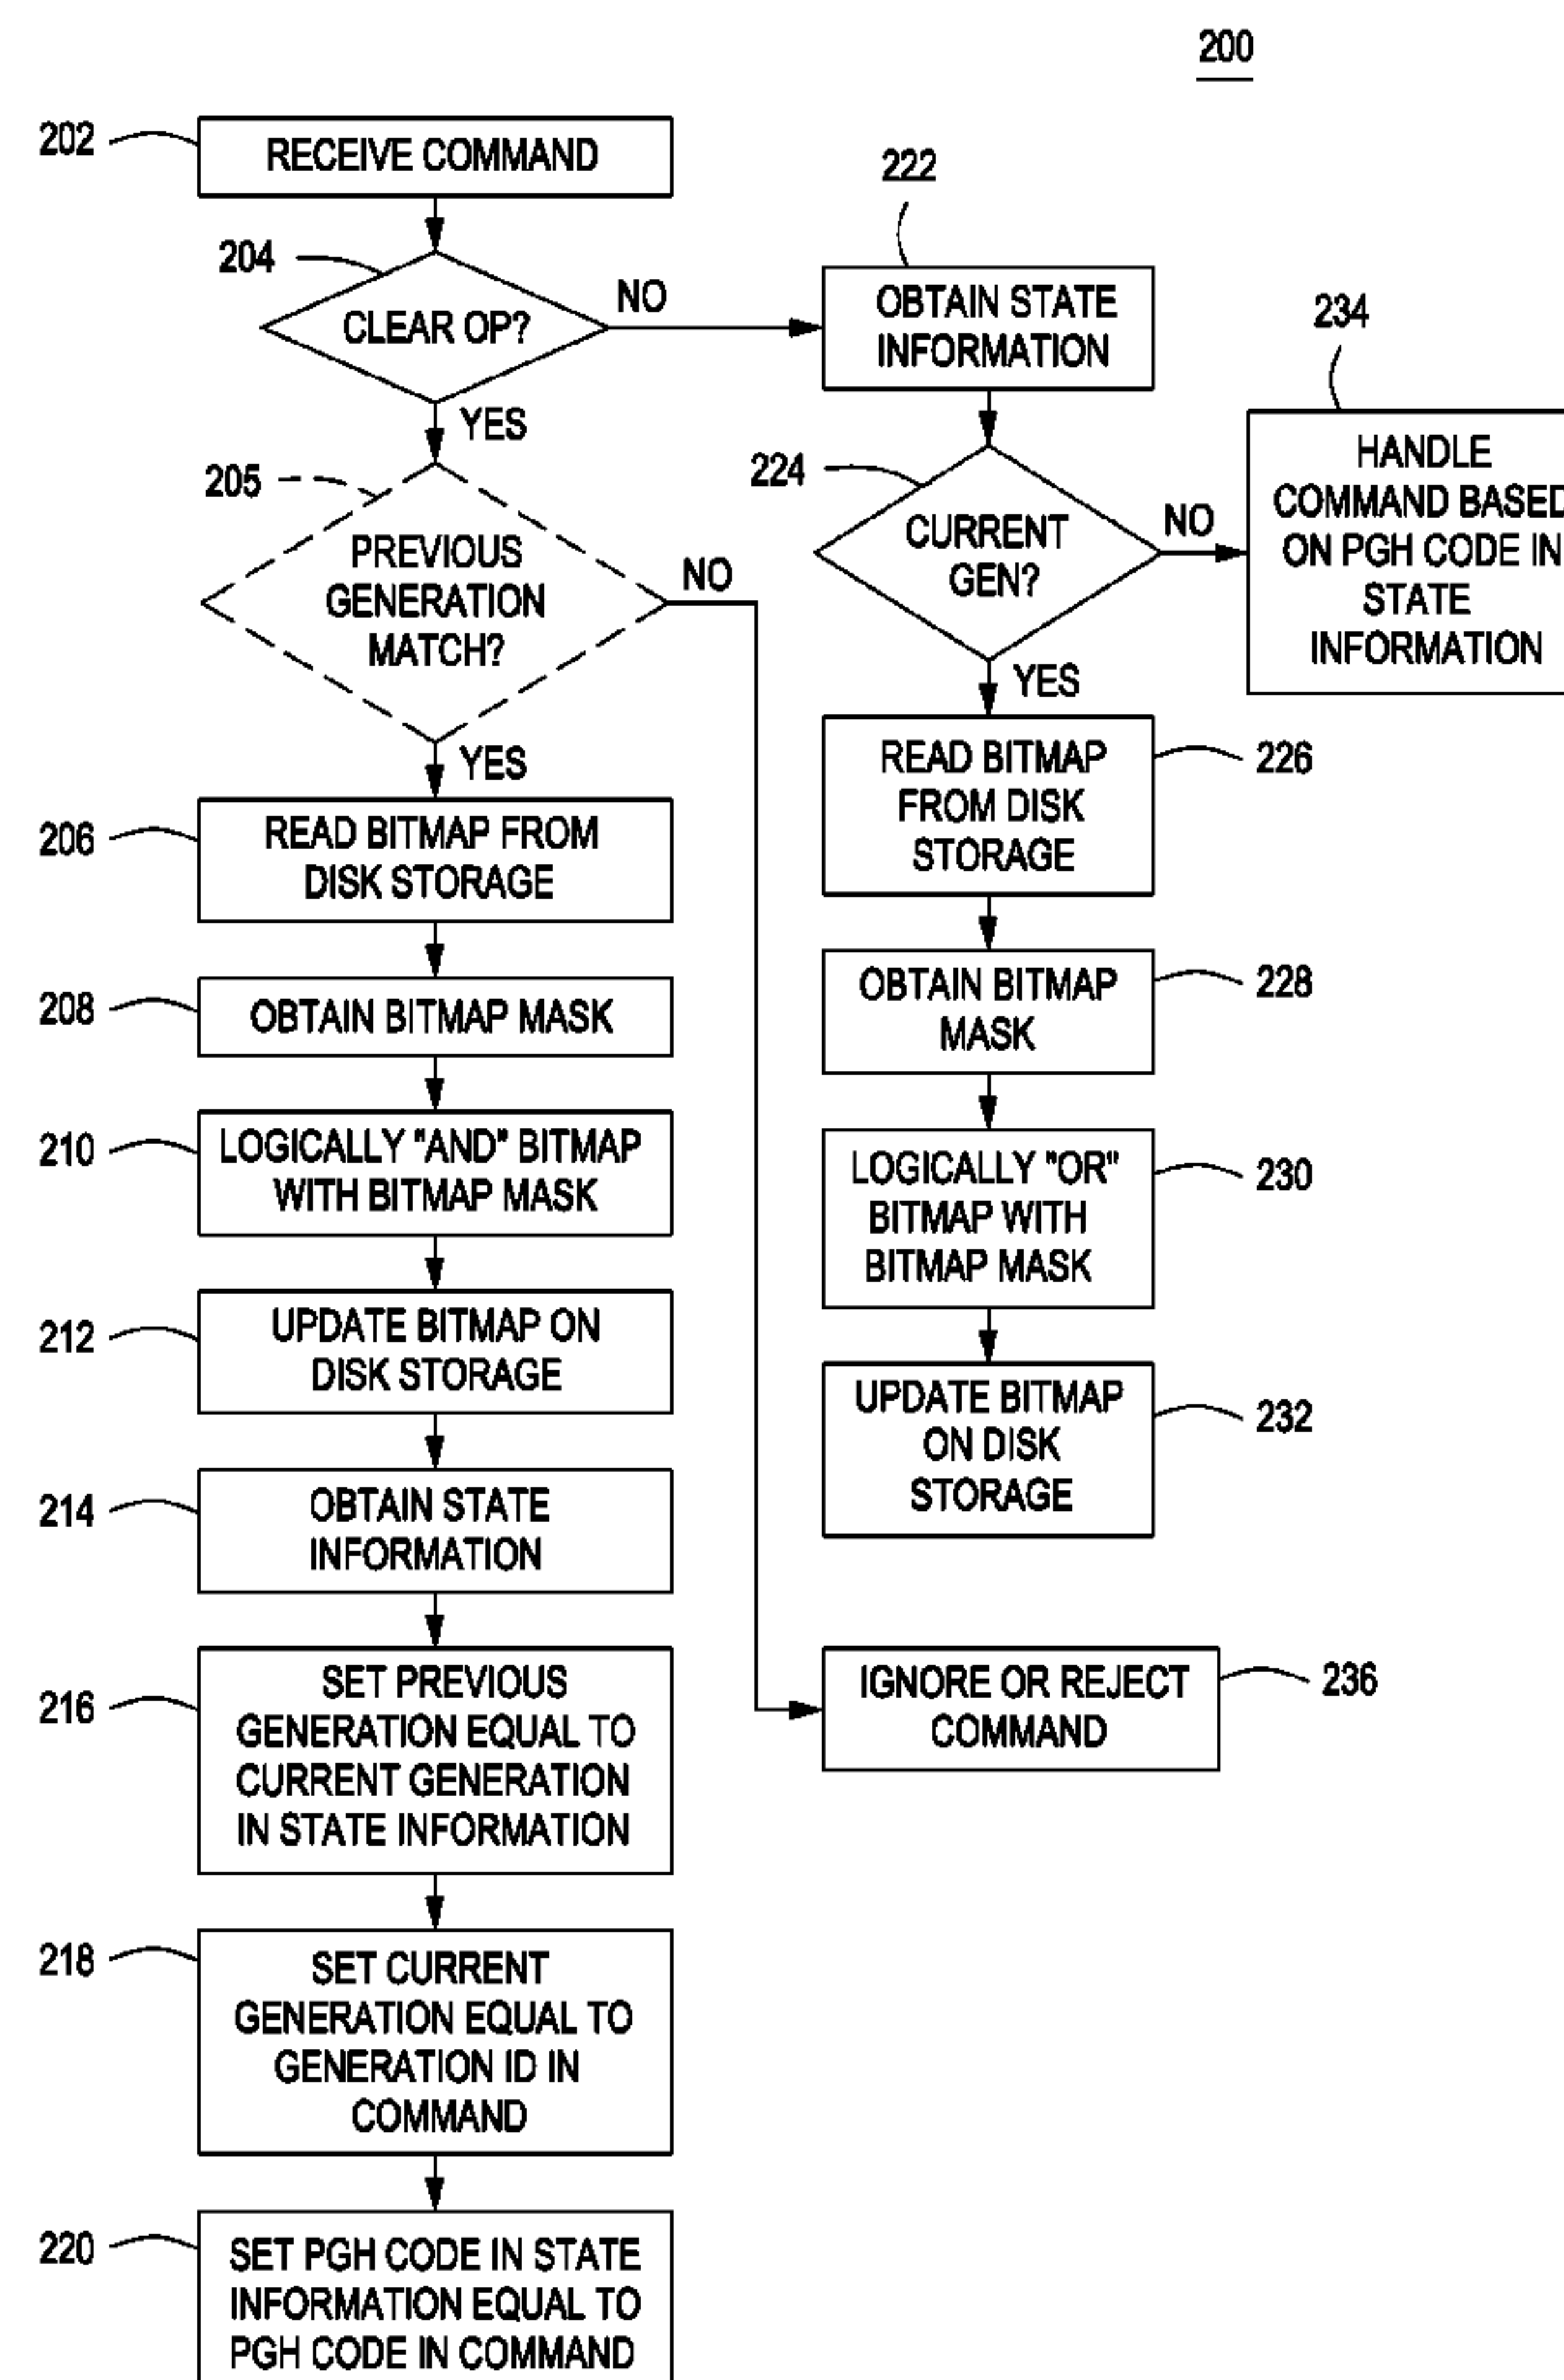 200
202
RECEIVE COMMAND
204
CLEAR OP?
NO
YES
205
PREVIOUS
GENERATION
MATCH?
NO
YES
206
READ BITMAP FROM
DISK STORAGE
208
OBTAIN BITMAP MASK
210
LOGICALLY "AND" BITMAP
WITH BITMAP MASK
212
UPDATE BITMAP ON
DISK STORAGE
214
OBTAIN STATE
INFORMATION
216
SET PREVIOUS
GENERATION EQUAL TO
CURRENT GENERATION
IN STATE INFORMATION
218
SET CURRENT
GENERATION EQUAL TO
GENERATION ID IN
COMMAND
220
SET PGH CODE IN STATE
INFORMATION EQUAL TO
PGH CODE IN COMMAND
222
OBTAIN STATE
INFORMATION
224
CURRENT
GEN?
NO
YES
234
HANDLE
COMMAND BASED
ON PGH CODE IN
STATE
INFORMATION
226
READ BITMAP
FROM DISK
STORAGE
228
OBTAIN BITMAP
MASK
230
LOGICALLY "OR"
BITMAP WITH
BITMAP MASK
232
UPDATE BITMAP
ON DISK
STORAGE
236
IGNORE OR REJECT
COMMAND